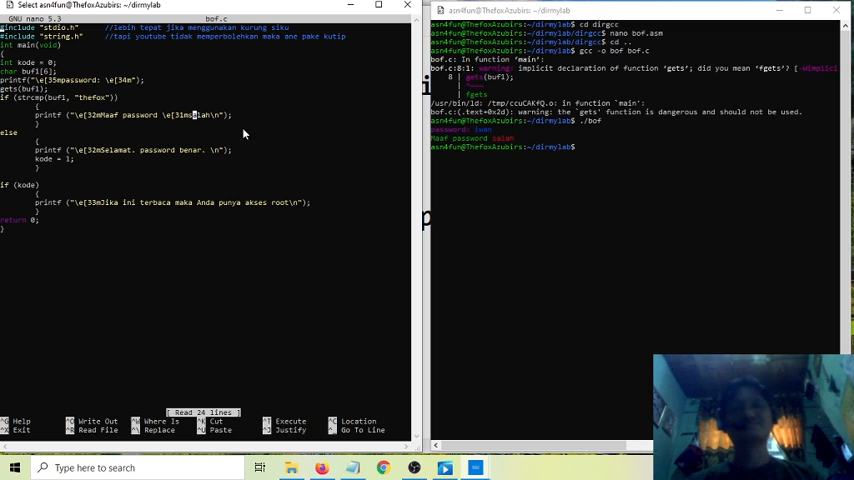 Select asn4fun@ThefoxAzubirs: ~/dirmylab
GNU nano 5.3 bof.c
#include "stdio.h" //lebih tepat jika menggunakan kurung siku
#include "string.h" //tapi youtube tidak memperbolehkan maka ane pake kutip
int main(void)
{
int kode = 0;
char buf1[6];
printf("\e[35mpassword: \e[34m");
gets(buf1);
if (strcmp(buf1, "thefox"))
{
printf ("\e[32mMaaf password \e[31msalah\n");
}
else
{
printf ("\e[32mSelamat. password benar. \n");
kode = 1;
}
if (kode)
{
printf ("\e[33mJika ini terbaca maka Anda punya akses root\n");
}
return 0;
}
[ Read 24 lines ]
^G Help ^O Write Out ^W Where Is ^K Cut ^T Execute ^C Location
^X Exit ^R Read File ^\ Replace ^U Paste ^J Justify ^_ Go To Line
asn4fun@ThefoxAzubirs: ~/dirmylab
asn4fun@ThefoxAzubirs:~/dirmylab$ cd dirgcc
asn4fun@ThefoxAzubirs:~/dirmylab/dirgcc$ nano bof.asm
asn4fun@ThefoxAzubirs:~/dirmylab/dirgcc$ cd ..
asn4fun@ThefoxAzubirs:~/dirmylab$ gcc -o bof bof.c
bof.c: In function 'main':
bof.c:8:1: warning: implicit declaration of function 'gets'; did you mean 'fgets'? [-Wimplici
8 | gets(buf1);
| ^~~~
| fgets
/usr/bin/ld: /tmp/ccuCAKfQ.o: in function `main':
bof.c:(.text+0x2d): warning: the `gets' function is dangerous and should not be used.
asn4fun@ThefoxAzubirs:~/dirmylab$ ./bof
password: iwan
Maaf password salah
asn4fun@ThefoxAzubirs:~/dirmylab$
Type here to search